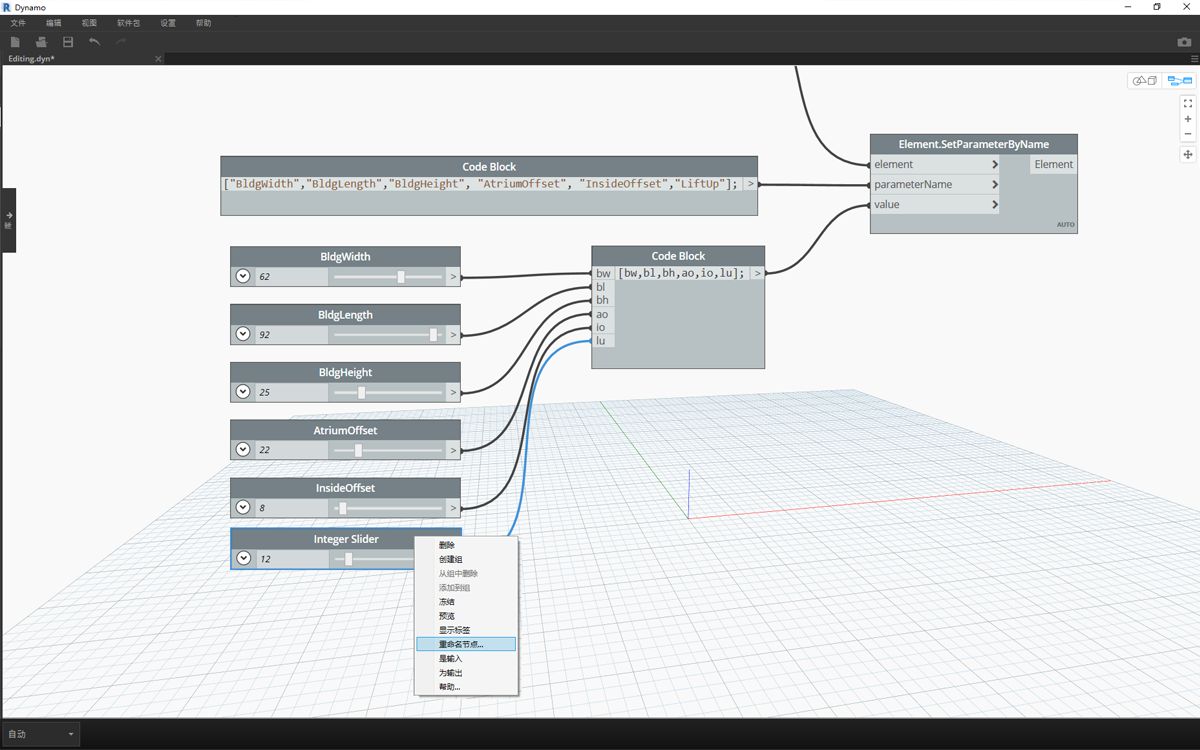 R Dynamo
文件 编辑 视图 软件包 设置 帮助
Editing.dyn*
Code Block
["BldgWidth","BldgLength","BldgHeight", "AtriumOffset", "InsideOffset","LiftUp"]; >
Element.SetParameterByName
element > Element
parameterName >
value >
AUTO
BldgWidth
62 >
BldgLength
92 >
BldgHeight
25 >
AtriumOffset
22 >
InsideOffset
8 >
Integer Slider
12
Code Block
bw [bw,bl,bh,ao,io,lu]; >
bl
bh
ao
io
lu
删除
创建组
从组中删除
添加到组
冻结
预览
显示标签
重命名节点...
是输入
为输出
帮助...
自动